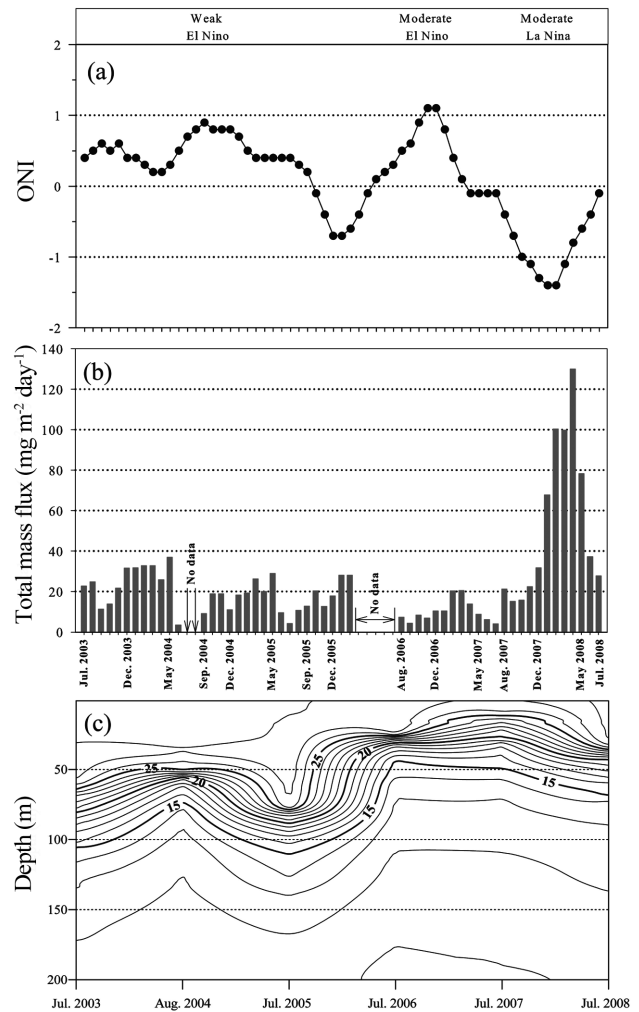 Weak Moderate Moderate
El Nino El Nino La Nina
(a)
2
1
0
-1
-2
ONI
(b)
140
120
100
80
60
40
20
0
Total mass flux (mg m-2 day-1)
No data
No data
Jul. 2003 Dec. 2003 May 2004 Sep. 2004 Dec. 2004 May 2005 Sep. 2005 Dec. 2005 Aug. 2006 Dec. 2006 May 2007 Aug. 2007 Dec. 2007 May 2008 Jul. 2008
(c)
50
100
150
200
Depth (m)
25
20
15
25
20
15
15
Jul. 2003 Aug. 2004 Jul. 2005 Jul. 2006 Jul. 2007 Jul. 2008